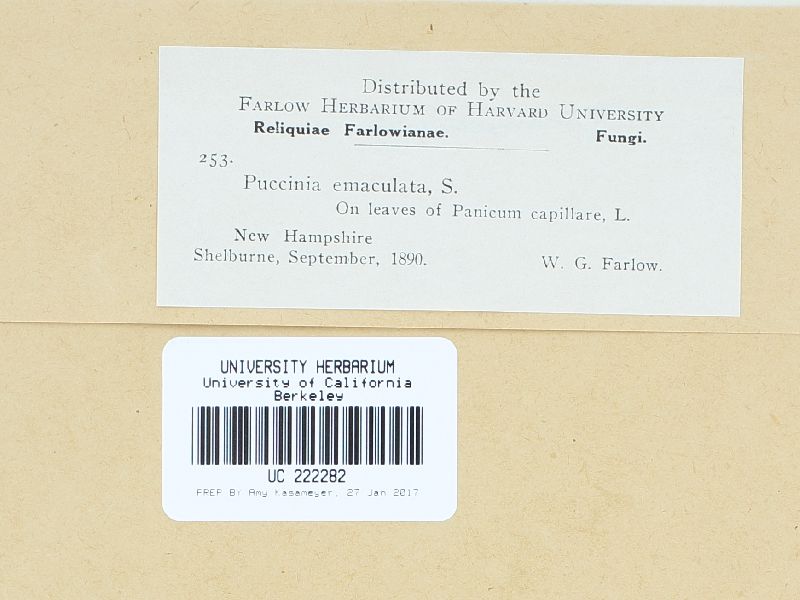 Distributed by the
Farlow Herbarium of Harvard University
Reliquiae Farlowianae. Fungi.
253.
Puccinia emaculata, S.
On leaves of Panicum capillare, L.
New Hampshire
Shelburne, September, 1890. W. G. Farlow.
UNIVERSITY HERBARIUM
University of California
Berkeley
UC 222282
PREP BY Amy Kasameyer, 27 Jan 2017